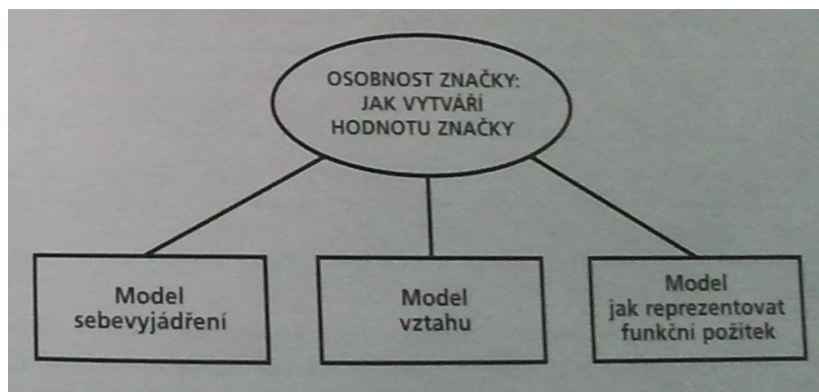 OSOBNOST ZNAČKY:
JAK VYTVÁŘÍ
HODNOTU ZNAČKY
Model
sebevyjádření
Model
vztahu
Model
jak reprezentovat
funkční požitek